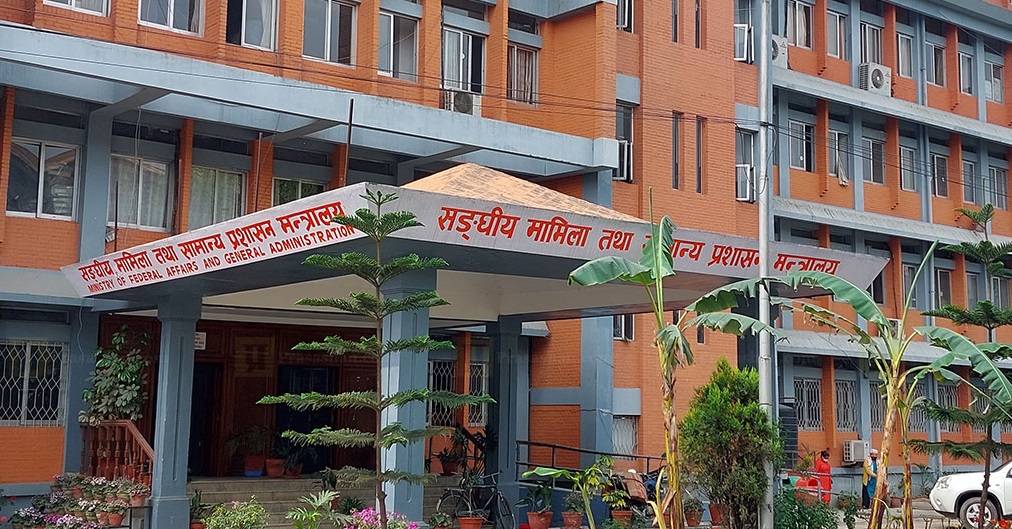 सङ्घीय मामिला तथा सामान्य प्रशासन मन्त्रालय
MINISTRY OF FEDERAL AFFAIRS AND GENERAL ADMINISTRATION
सङ्घीय मामिला तथा सामान्य प्रशासन मन्त्रालय